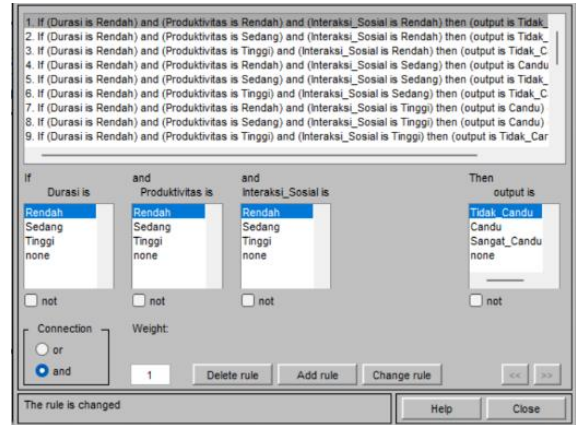 1. If (Durasi is Rendah) and (Produktivitas is Rendah) and (Interaksi_Sosial is Rendah) then (output is Tidak_
2. If (Durasi is Rendah) and (Produktivitas is Sedang) and (Interaksi_Sosial is Rendah) then (output is Tidak_
3. If (Durasi is Rendah) and (Produktivitas is Tinggi) and (Interaksi_Sosial is Rendah) then (output is Tidak_C
4. If (Durasi is Rendah) and (Produktivitas is Rendah) and (Interaksi_Sosial is Sedang) then (output is Candu
5. If (Durasi is Rendah) and (Produktivitas is Sedang) and (Interaksi_Sosial is Sedang) then (output is Tidak_
6. If (Durasi is Rendah) and (Produktivitas is Tinggi) and (Interaksi_Sosial is Sedang) then (output is Tidak_C
7. If (Durasi is Rendah) and (Produktivitas is Rendah) and (Interaksi_Sosial is Tinggi) then (output is Candu)
8. If (Durasi is Rendah) and (Produktivitas is Sedang) and (Interaksi_Sosial is Tinggi) then (output is Candu)
9. If (Durasi is Rendah) and (Produktivitas is Tinggi) and (Interaksi_Sosial is Tinggi) then (output is Tidak_Car
If and and Then
Durasi is Produktivitas is Interaksi_Sosial is output is
Rendah Rendah Rendah Tidak_Candu
Sedang Sedang Sedang Candu
Tinggi Tinggi Tinggi Sangat_Candu
none none none none
not not not not
Connection Weight:
or
and 1 Delete rule Add rule Change rule << >>
The rule is changed Help Close